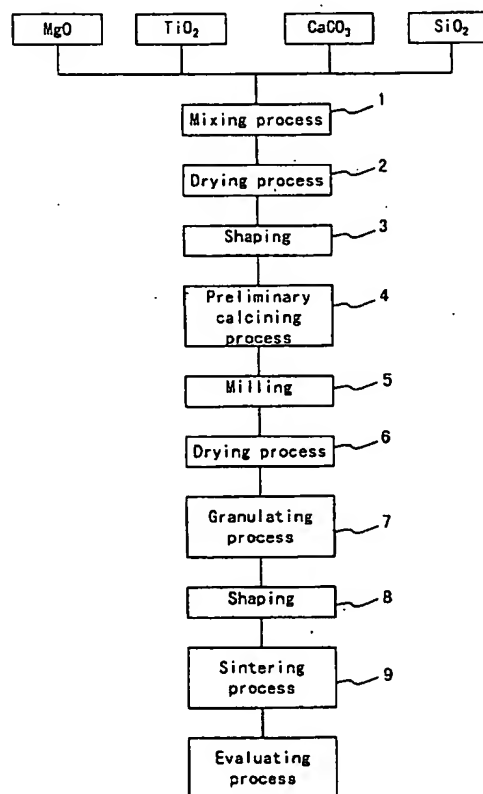 MgO
TiO2
CaCO3
SiO2
1
Mixing process
2
Drying process
3
Shaping
4
Preliminary
calcining
process
5
Milling
6
Drying process
7
Granulating
process
8
Shaping
9
Sintering
process
Evaluating
process